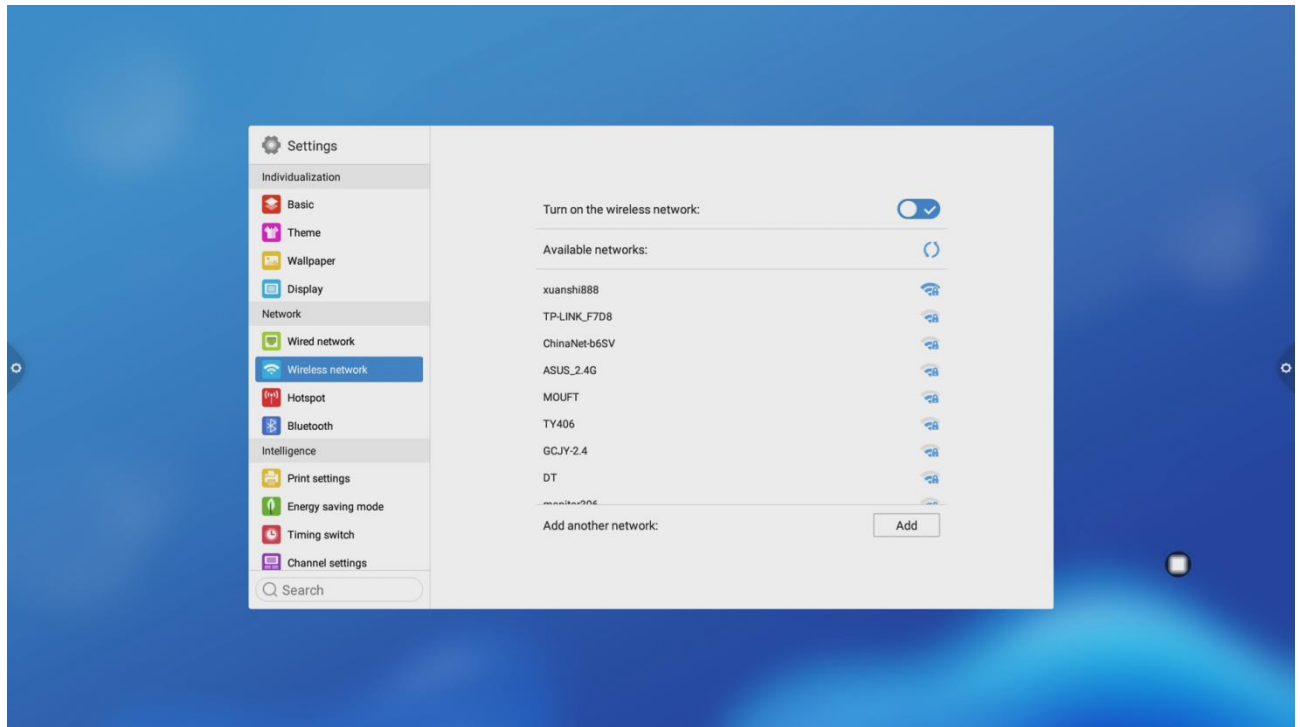 Settings
Individualization
Basic
Theme
Wallpaper
Display
Network
Wired network
Wireless network
Hotspot
Bluetooth
Intelligence
Print settings
Energy saving mode
Timing switch
Channel settings
Search
Turn on the wireless network:
Available networks:
xuanshi888
TP-LINK_F7D8
ChinaNet-b6SV
ASUS_2.4G
MOUFT
TY406
GCJY-2.4
DT
Add another network:
Add